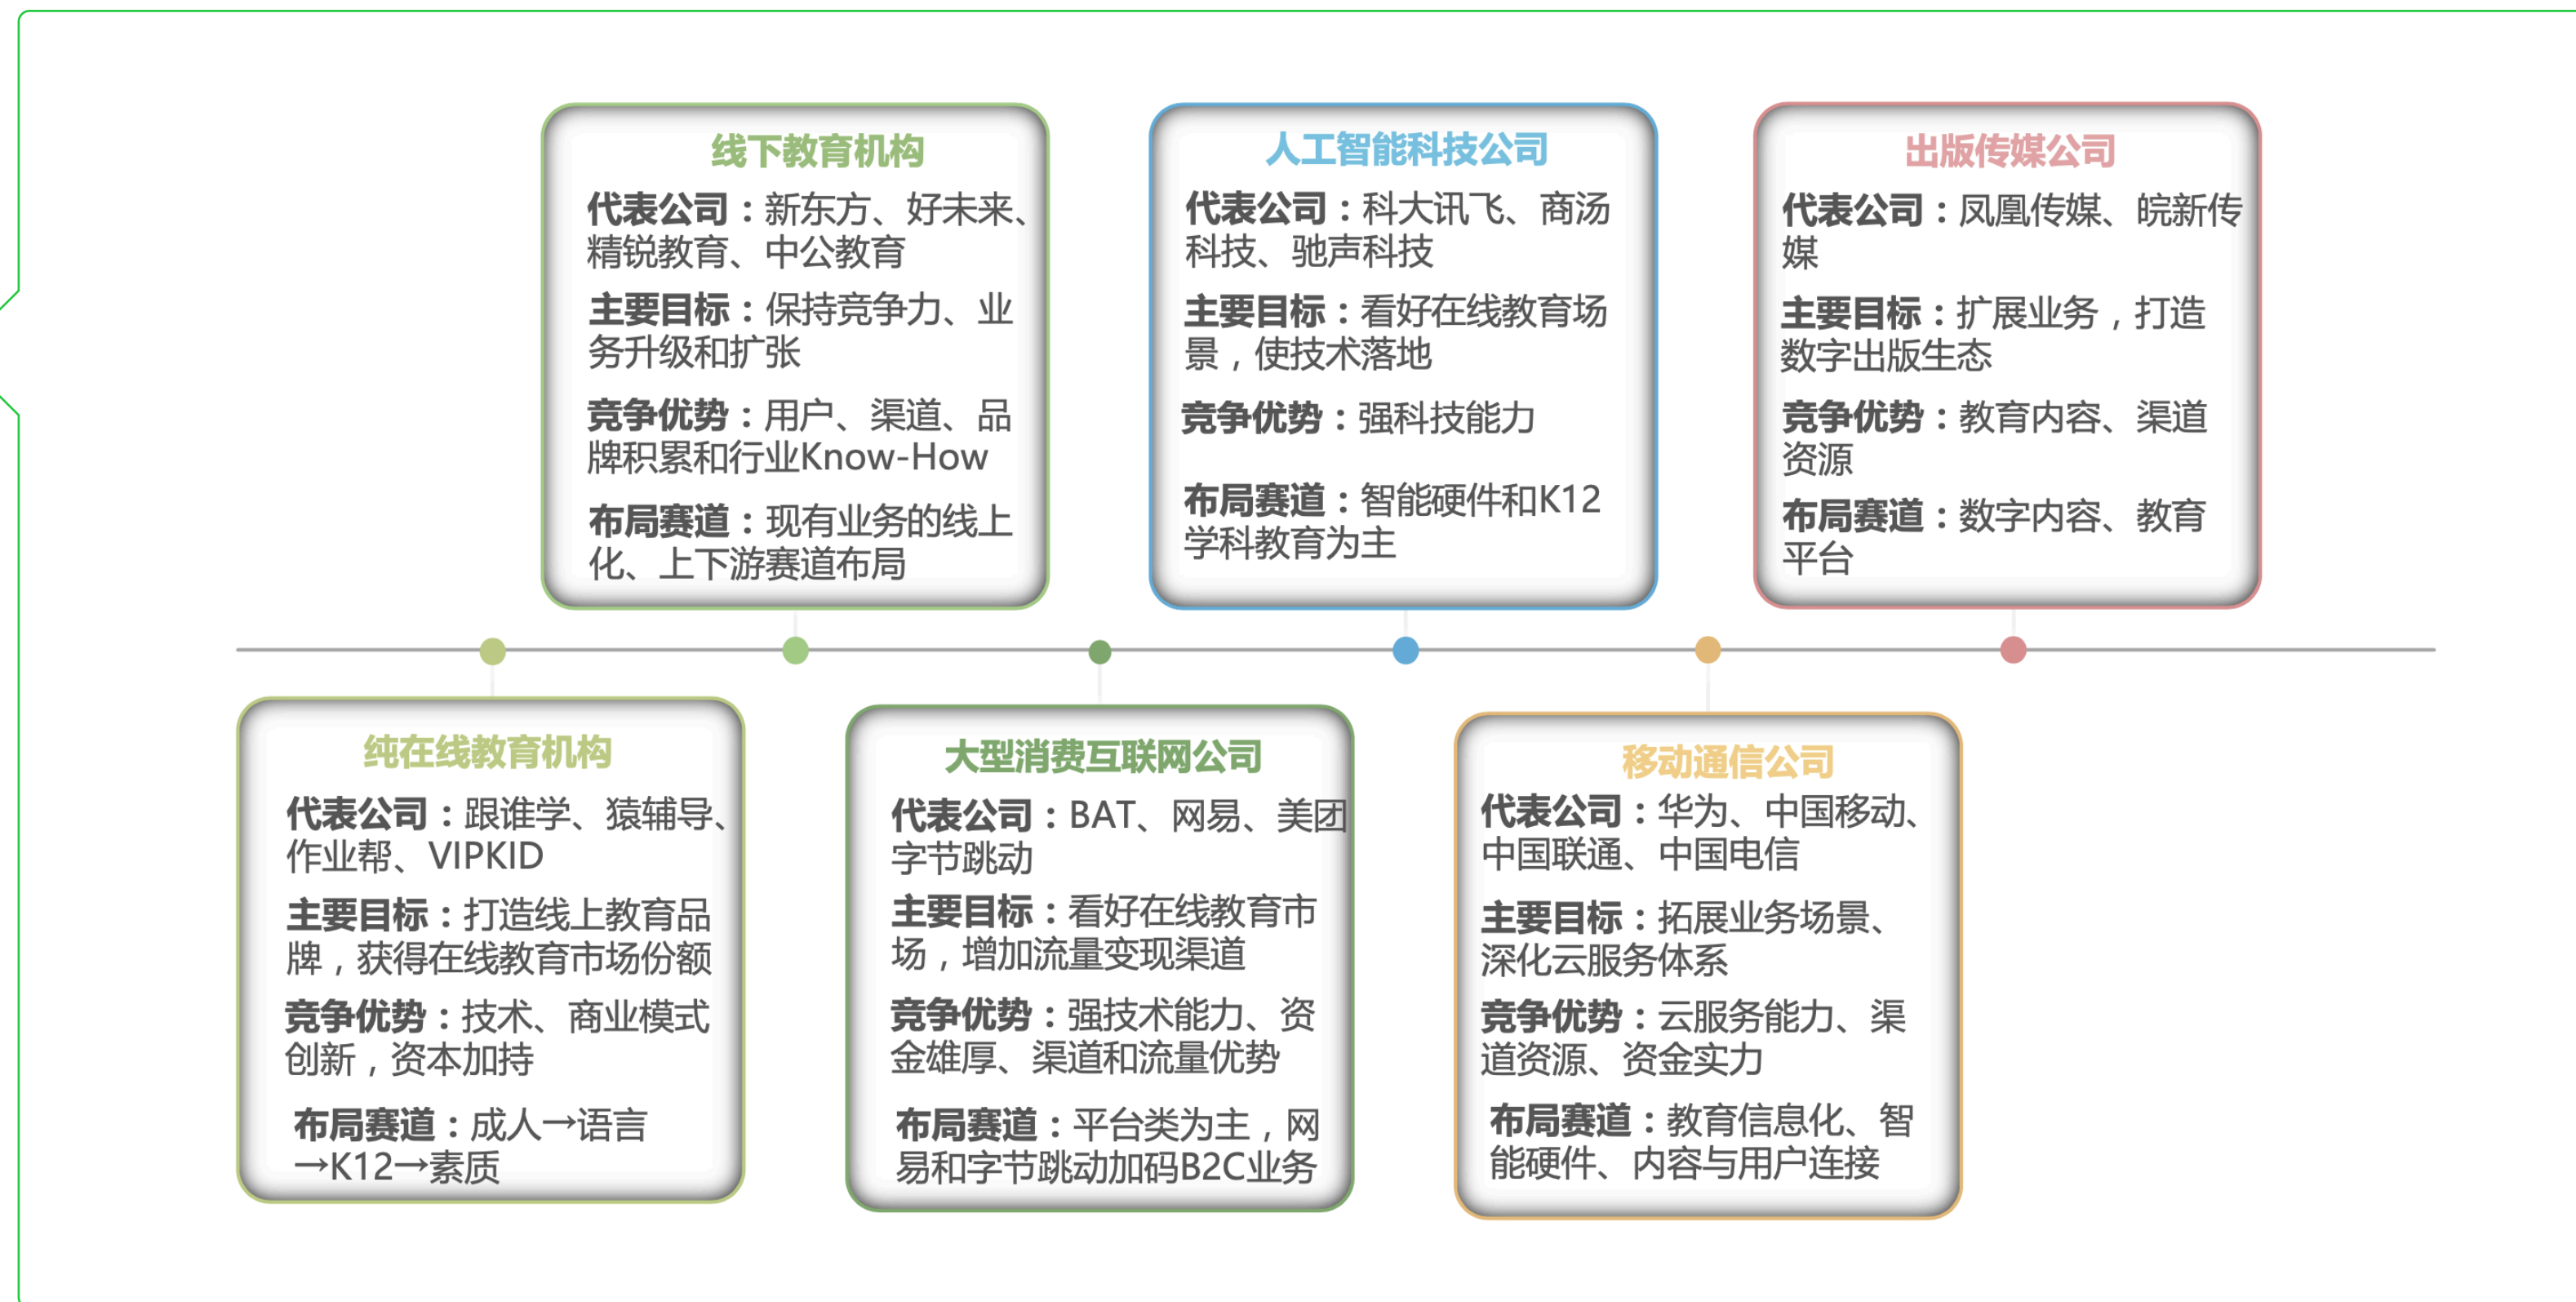 线下教育机构
代表公司：新东方、好未来、
精锐教育、中公教育
主要目标：保持竞争力、业
务升级和扩张
竞争优势：用户、渠道、品
牌积累和行业Know-How
布局赛道：现有业务的线上
化、上下游赛道布局
人工智能科技公司
代表公司：科大讯飞、商汤
科技、驰声科技
主要目标：看好在线教育场
景，使技术落地
竞争优势：强科技能力
布局赛道：智能硬件和K12
学科教育为主
出版传媒公司
代表公司：凤凰传媒、皖新传
媒
主要目标：扩展业务，打造
数字出版生态
竞争优势：教育内容、渠道
资源
布局赛道：数字内容、教育
平台
纯在线教育机构
代表公司：跟谁学、猿辅导、
作业帮、VIPKID
主要目标：打造线上教育品
牌，获得在线教育市场份额
竞争优势：技术、商业模式
创新，资本加持
布局赛道：成人→语言
→K12→素质
大型消费互联网公司
代表公司：BAT、网易、美团
字节跳动
主要目标：看好在线教育市
场，增加流量变现渠道
竞争优势：强技术能力、资
金雄厚、渠道和流量优势
布局赛道：平台类为主，网
易和字节跳动加码B2C业务
移动通信公司
代表公司：华为、中国移动、
中国联通、中国电信
主要目标：拓展业务场景、
深化云服务体系
竞争优势：云服务能力、渠
道资源、资金实力
布局赛道：教育信息化、智
能硬件、内容与用户连接